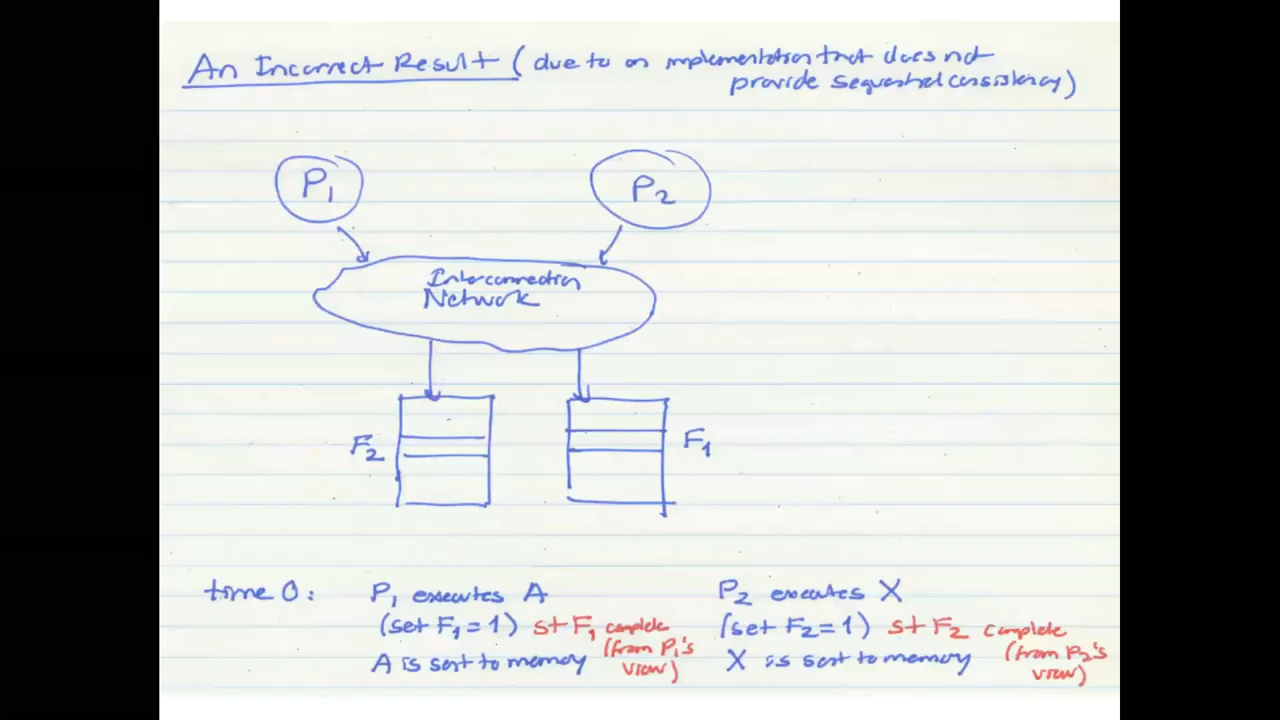 An Incorrect Result (due to an implementation that does not
provide sequential consistency)
P1
P2
Interconnection
Network
F2
F1
time 0:
P1 executes A
(set F1 = 1) st F1 complete
(from P1's
A is sent to memory
view)
P2 executes X
(set F2 = 1) st F2 complete
(from P2's
X is sent to memory
view)